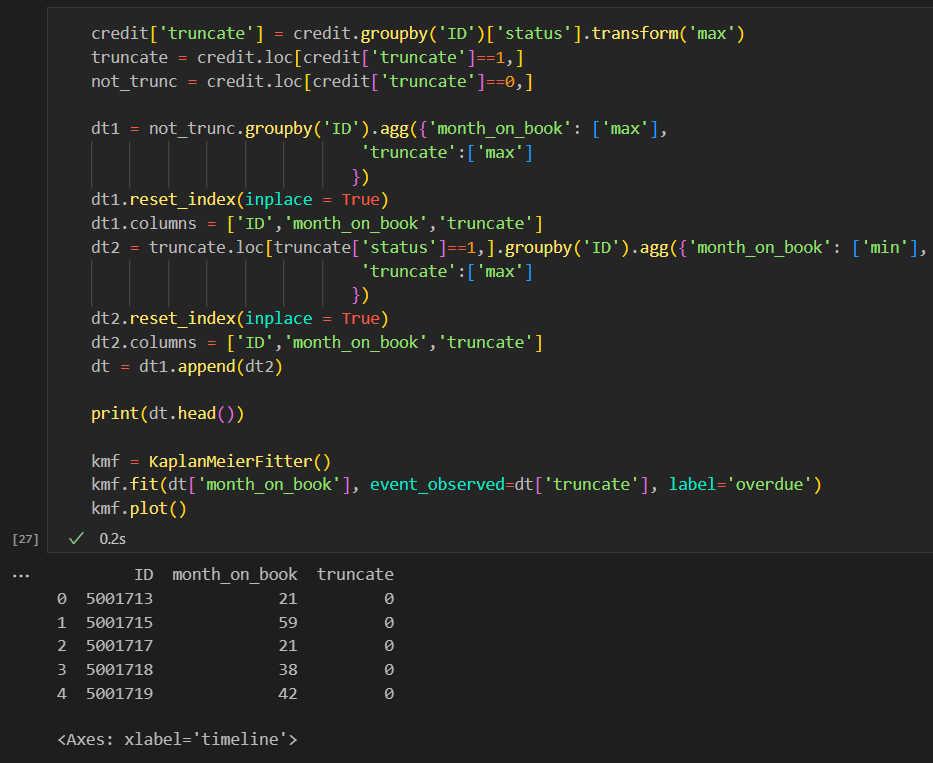 credit['truncate'] = credit.groupby('ID')['status'].transform('max')
truncate = credit.loc[credit['truncate']==1,]
not_trunc = credit.loc[credit['truncate']==0,]
dt1 = not_trunc.groupby('ID').agg({'month_on_book': ['max'],
'truncate':['max']
})
dt1.reset_index(inplace = True)
dt1.columns = ['ID','month_on_book','truncate']
dt2 = truncate.loc[truncate['status']==1,].groupby('ID').agg({'month_on_book': ['min'],
'truncate':['max']
})
dt2.reset_index(inplace = True)
dt2.columns = ['ID','month_on_book','truncate']
dt = dt1.append(dt2)
print(dt.head())
kmf = KaplanMeierFitter()
kmf.fit(dt['month_on_book'], event_observed=dt['truncate'], label='overdue')
kmf.plot()
[27] ✓ 0.2s
... ID month_on_book truncate
0 5001713 21 0
1 5001715 59 0
2 5001717 21 0
3 5001718 38 0
4 5001719 42 0
<Axes: xlabel='timeline'>